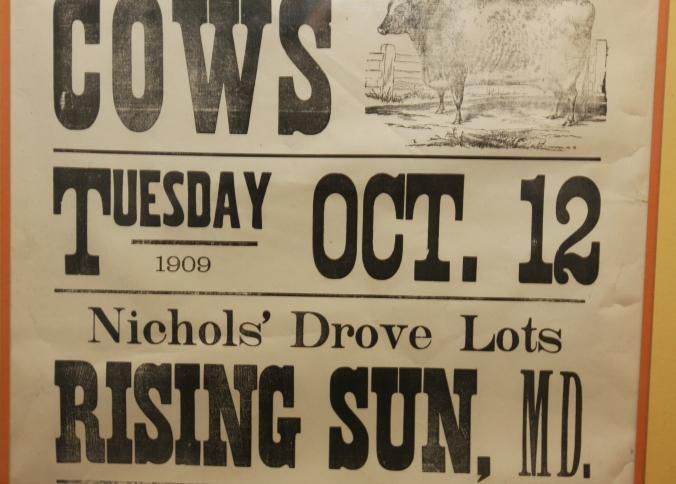 COWS
TUESDAY OCT. 12
1909
Nichols' Drove Lots
RISING SUN, MD.